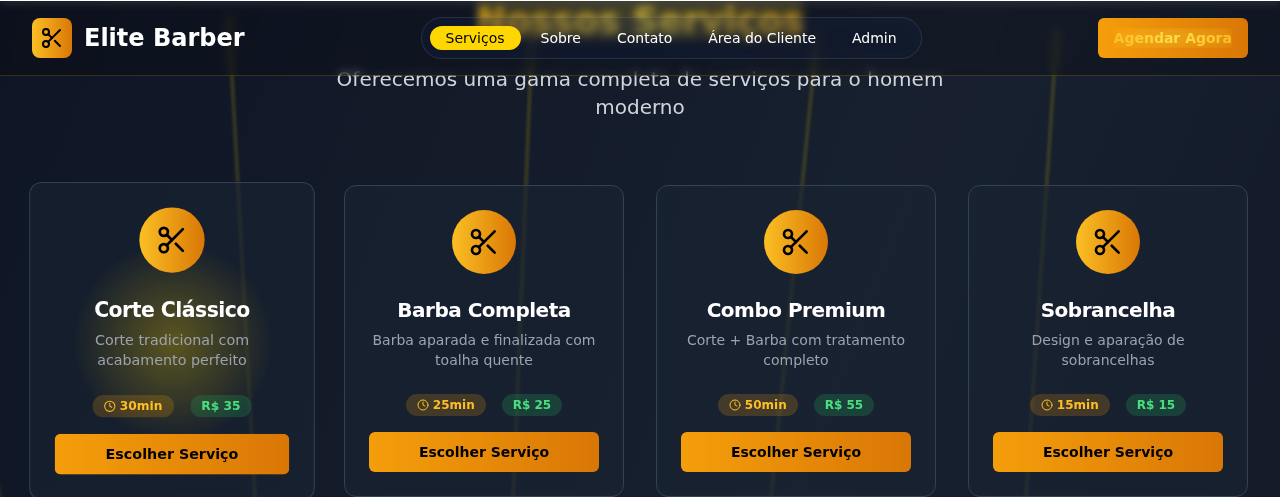 Nossos Serviços
Elite Barber
Serviços
Sobre
Contato
Área do Cliente
Admin
Agendar Agora
Oferecemos uma gama completa de serviços para o homem
moderno
Corte Clássico
Corte tradicional com
acabamento perfeito
30min
R$ 35
Escolher Serviço
Barba Completa
Barba aparada e finalizada com
toalha quente
25min
R$ 25
Escolher Serviço
Combo Premium
Corte + Barba com tratamento
completo
50min
R$ 55
Escolher Serviço
Sobrancelha
Design e aparação de
sobrancelhas
15min
R$ 15
Escolher Serviço